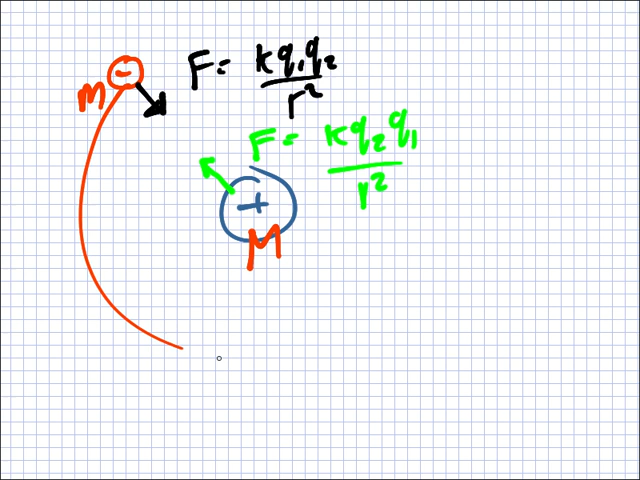 F = kq₁q₂/r²
m -
F = kq₂q₁/r²
+
M